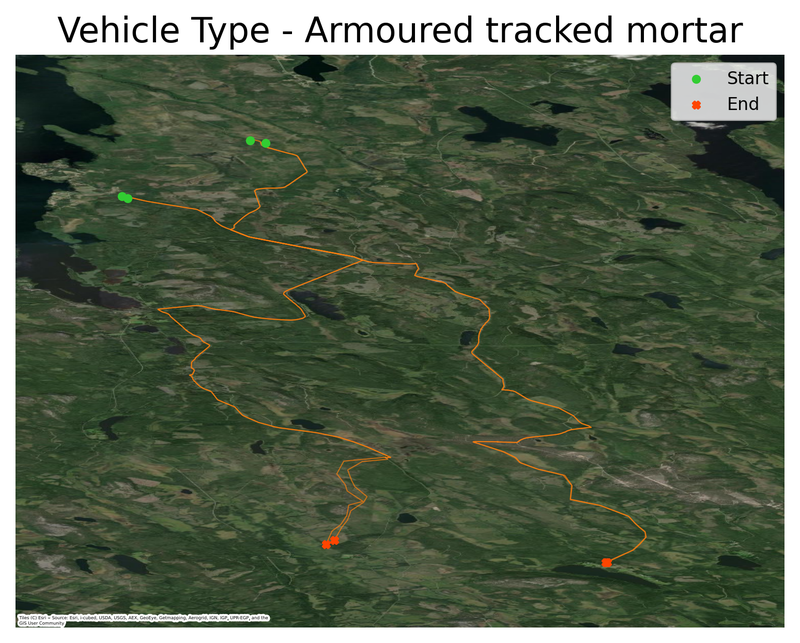 Vehicle Type - Armoured tracked mortar
Start
End
Tiles (C) Esri -- Source: Esri, i-cubed, USDA, USGS, AEX, GeoEye, Getmapping, Aerogrid, IGN, IGP, UPR-EGP, and the
GIS User Community